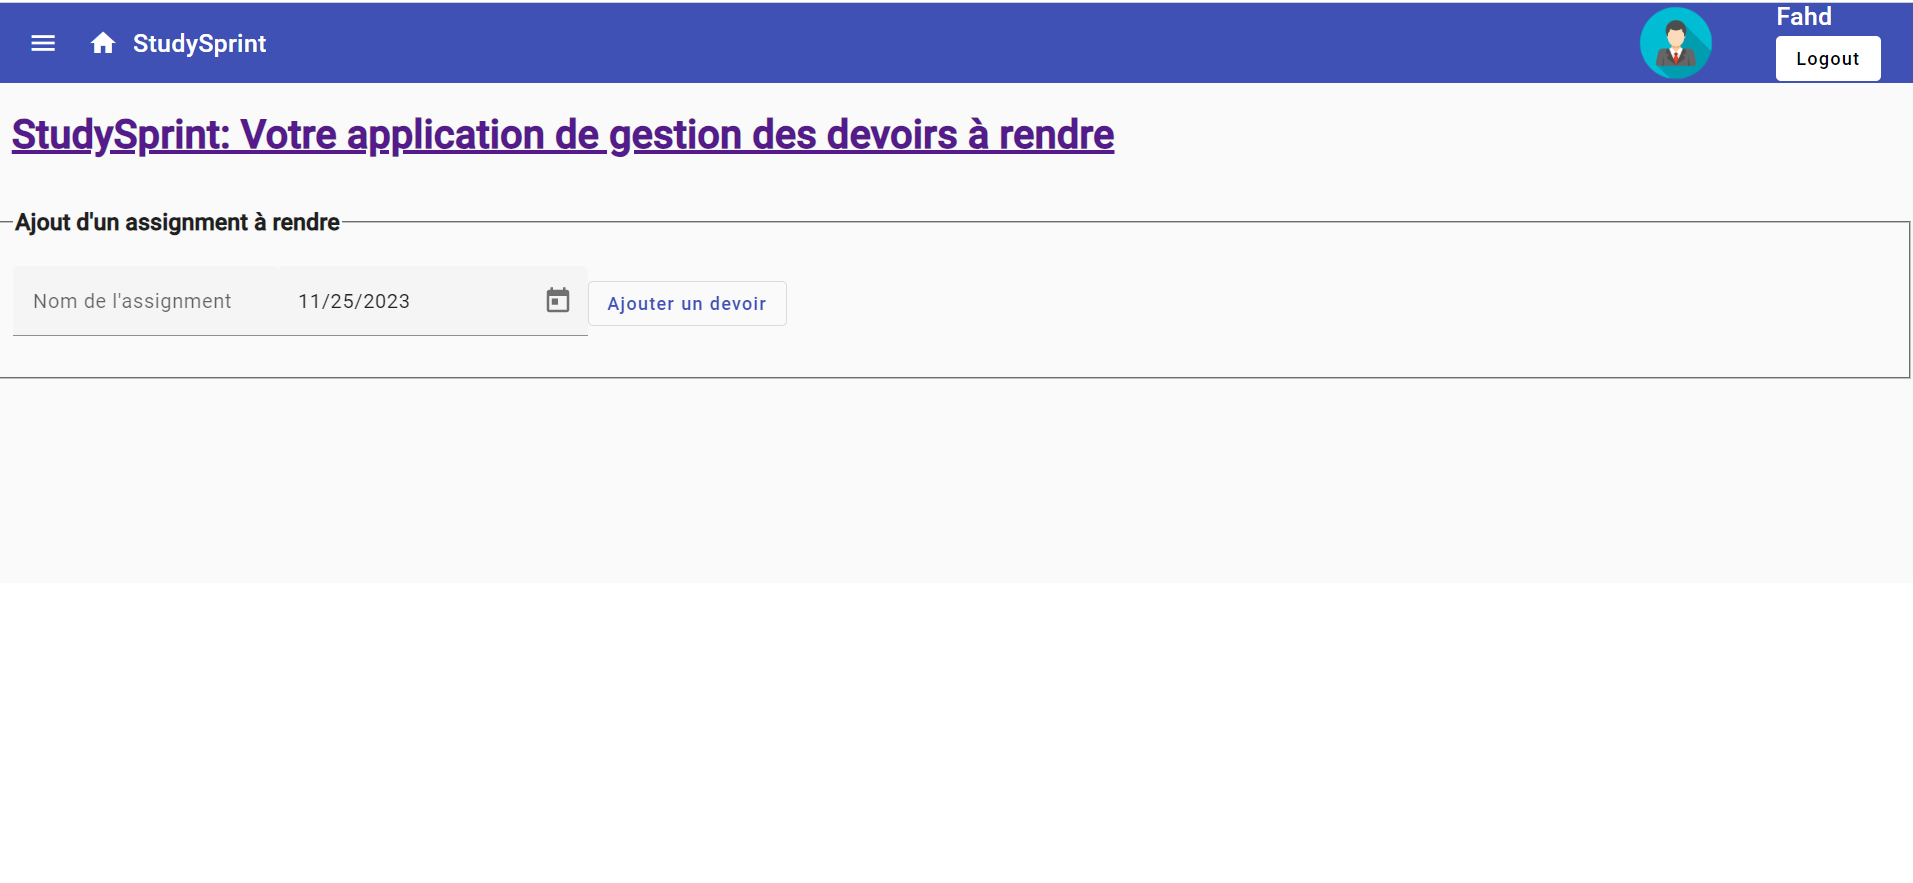 StudySprint
Fahd
Logout
StudySprint: Votre application de gestion des devoirs à rendre
Ajout d'un assignment à rendre
Nom de l'assignment
11/25/2023
Ajouter un devoir